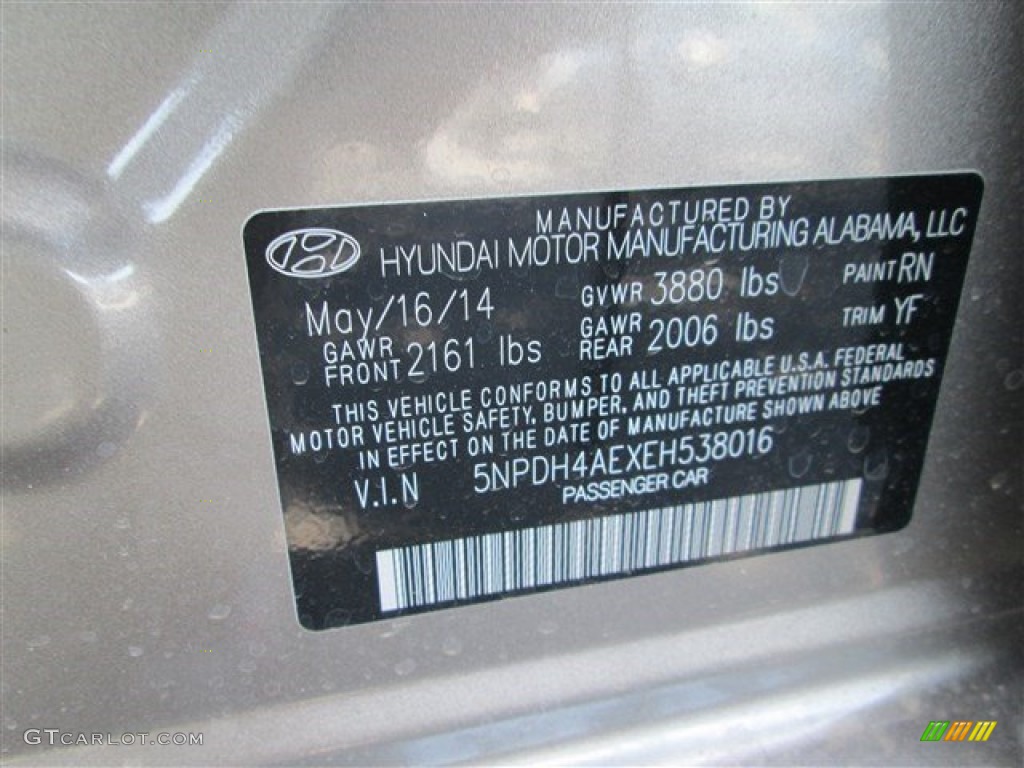 MANUFACTURED BY
HYUNDAI MOTOR MANUFACTURING ALABAMA, LLC
May/16/14 GVWR 3880 lbs PAINT RN
GAWR FRONT 2161 lbs GAWR REAR 2006 lbs TRIM YF
THIS VEHICLE CONFORMS TO ALL APPLICABLE U.S.A. FEDERAL
MOTOR VEHICLE SAFETY, BUMPER, AND THEFT PREVENTION STANDARDS
IN EFFECT ON THE DATE OF MANUFACTURE SHOWN ABOVE
V.I.N 5NPDH4AEXEH538016
PASSENGER CAR
GTCARLOT.COM